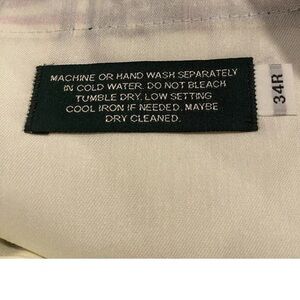 MACHINE OR HAND WASH SEPARATELY
IN COLD WATER. DO NOT BLEACH
TUMBLE DRY, LOW SETTING
COOL IRON IF NEEDED. MAYBE
DRY CLEANED.
34R